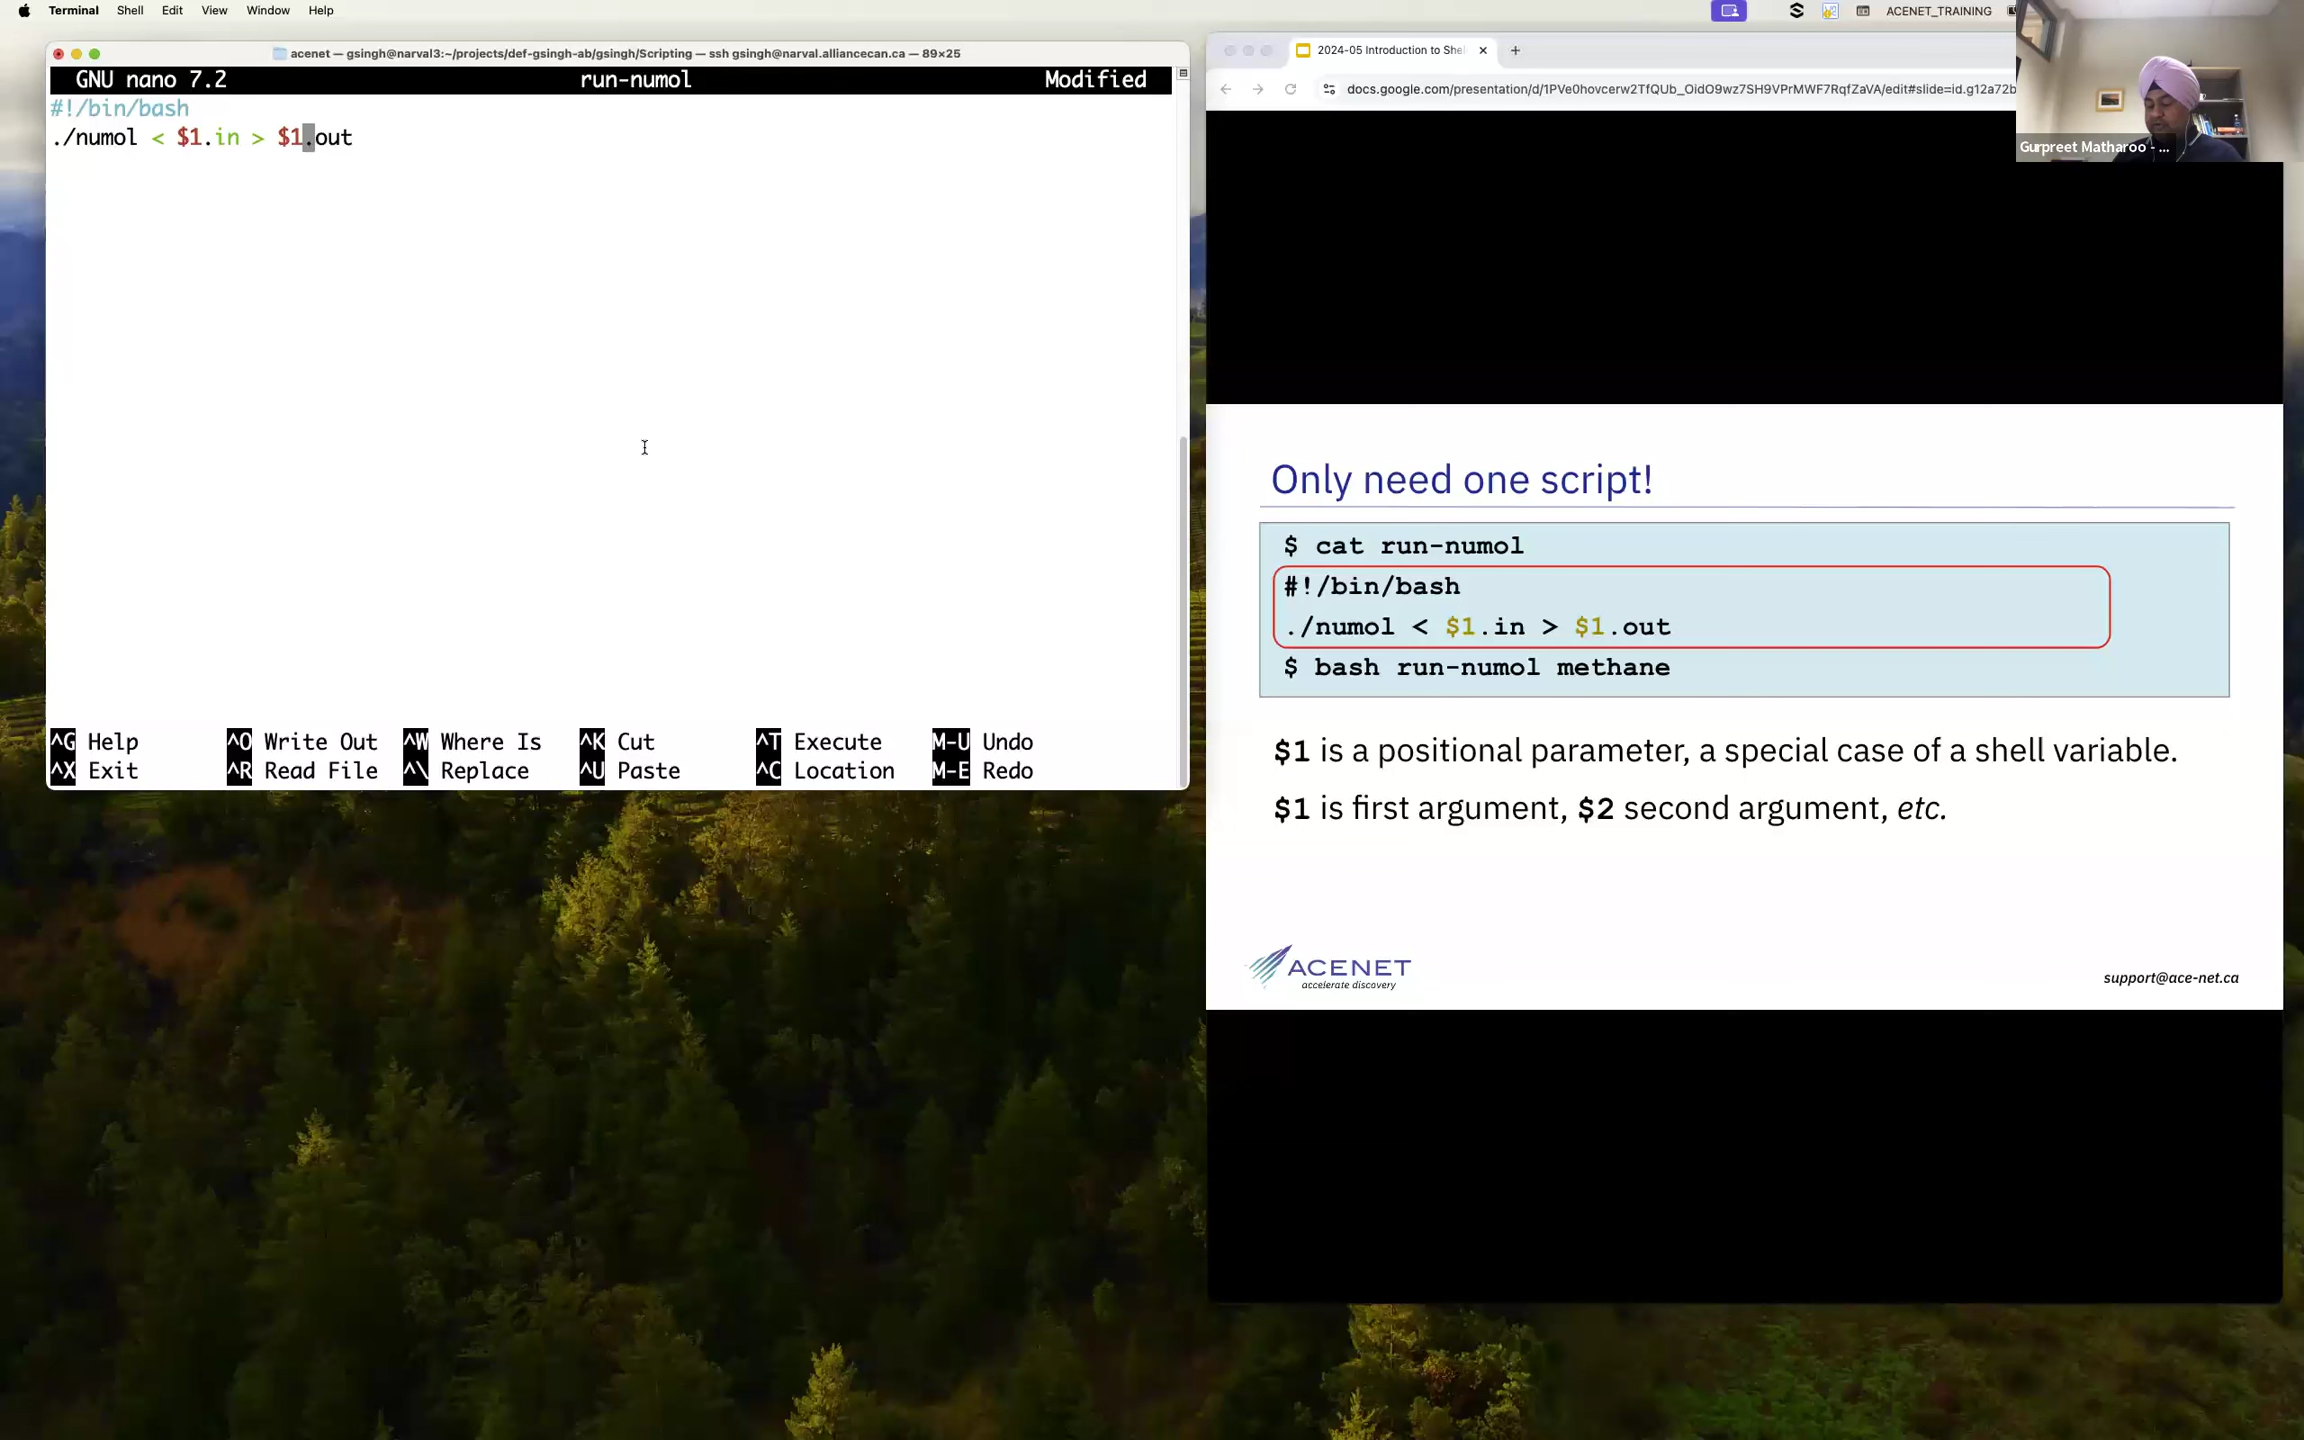 Terminal Shell Edit View Window Help
ACENET_TRAINING
acenet — gsingh@narval3:~/projects/def-gsingh-ab/gsingh/Scripting — ssh gsingh@narval.alliancecan.ca — 89×25
GNU nano 7.2 run-numol Modified
#!/bin/bash
./numol < $1.in > $1.out
^G Help ^O Write Out ^W Where Is ^K Cut ^T Execute M-U Undo
^X Exit ^R Read File ^\ Replace ^U Paste ^C Location M-E Redo
2024-05 Introduction to Shel
docs.google.com/presentation/d/1PVe0hovcerw2TfQUb_OidO9wz7SH9VPrMWF7RqfZaVA/edit#slide=id.g12a72b
Gurpreet Matharoo - ...
Only need one script!
$ cat run-numol
#!/bin/bash
./numol < $1.in > $1.out
$ bash run-numol methane
$1 is a positional parameter, a special case of a shell variable.
$1 is first argument, $2 second argument, etc.
ACENET
accelerate discovery
support@ace-net.ca